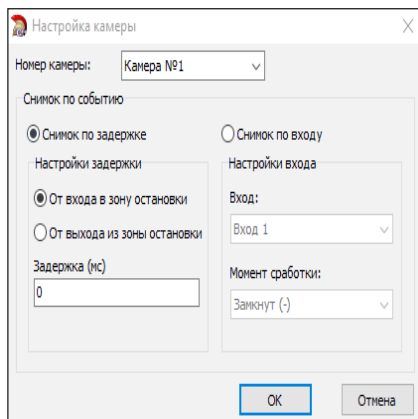 Настройка камеры
Номер камеры: Камера №1
Снимок по событию
Снимок по задержке Снимок по входу
Настройки задержки Настройки входа
От входа в зону остановки Вход:
От выхода из зоны остановки Вход 1
Задержка (мс) Момент сработки:
0 Замкнут (-)
OK Отмена